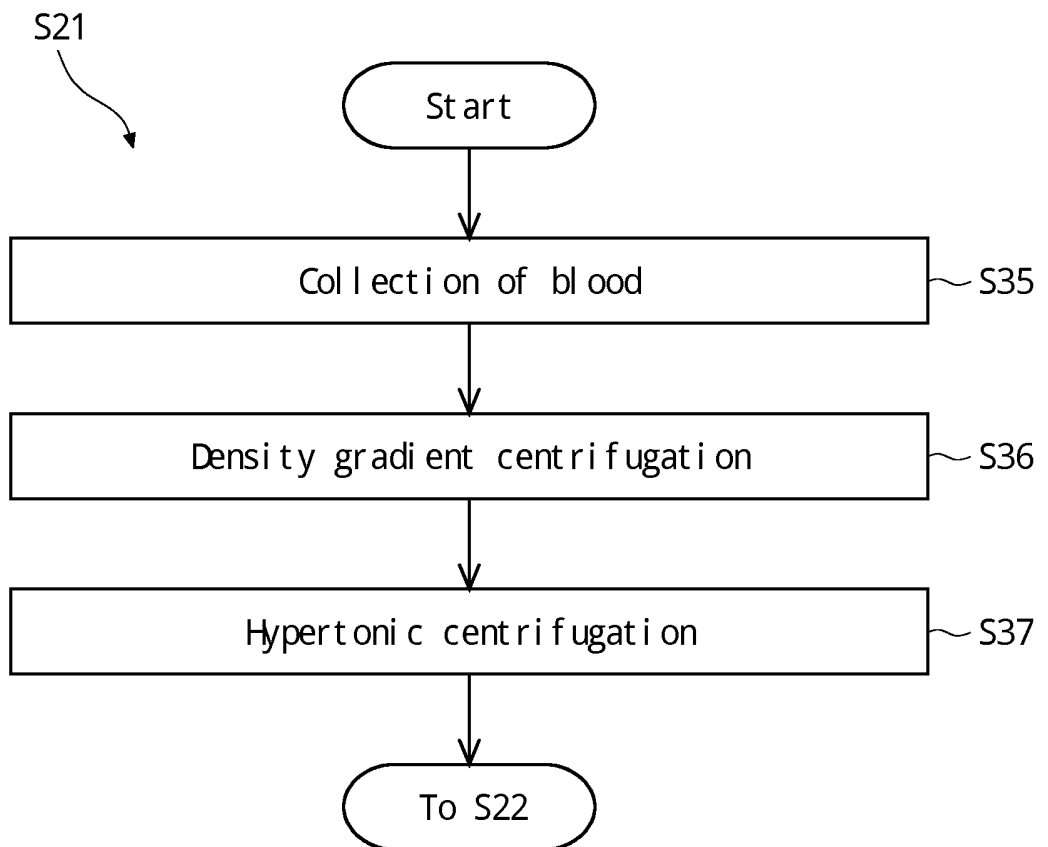 S21
Start
Collection of blood
S35
Density gradient centrifugation
S36
Hypertonic centrifugation
S37
To S22